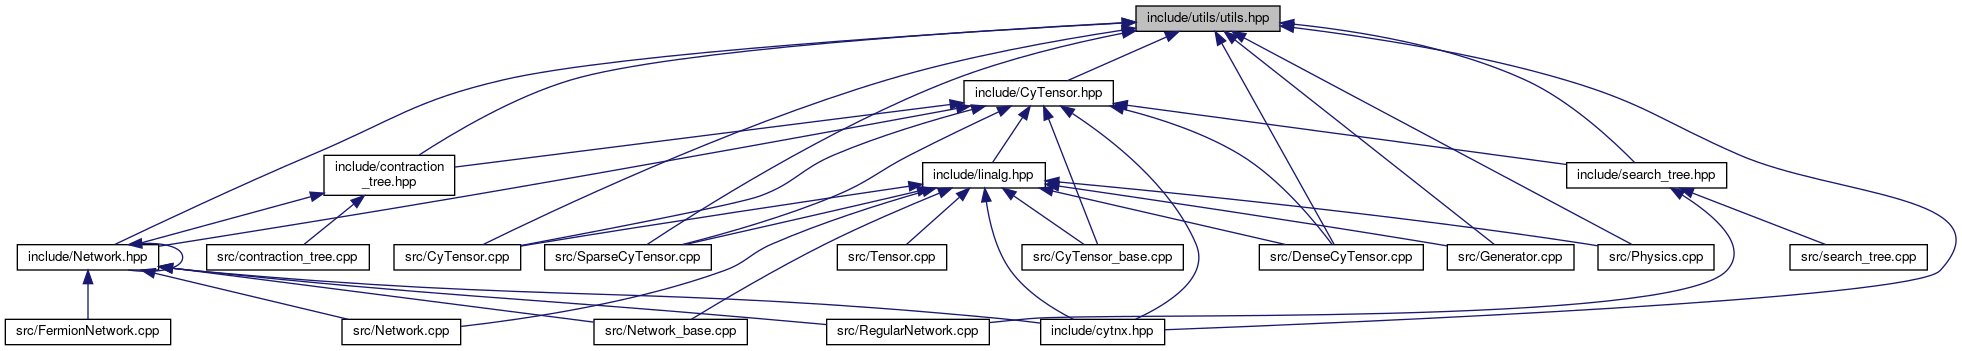 include/utils/utils.hpp
include/CyTensor.hpp
include/contraction
_tree.hpp
include/linalg.hpp
include/search_tree.hpp
include/Network.hpp
src/contraction_tree.cpp
src/CyTensor.cpp
src/SparseCyTensor.cpp
src/Tensor.cpp
src/CyTensor_base.cpp
src/DenseCyTensor.cpp
src/Generator.cpp
src/Physics.cpp
src/search_tree.cpp
src/FermionNetwork.cpp
src/Network.cpp
src/Network_base.cpp
src/RegularNetwork.cpp
include/cytnx.hpp